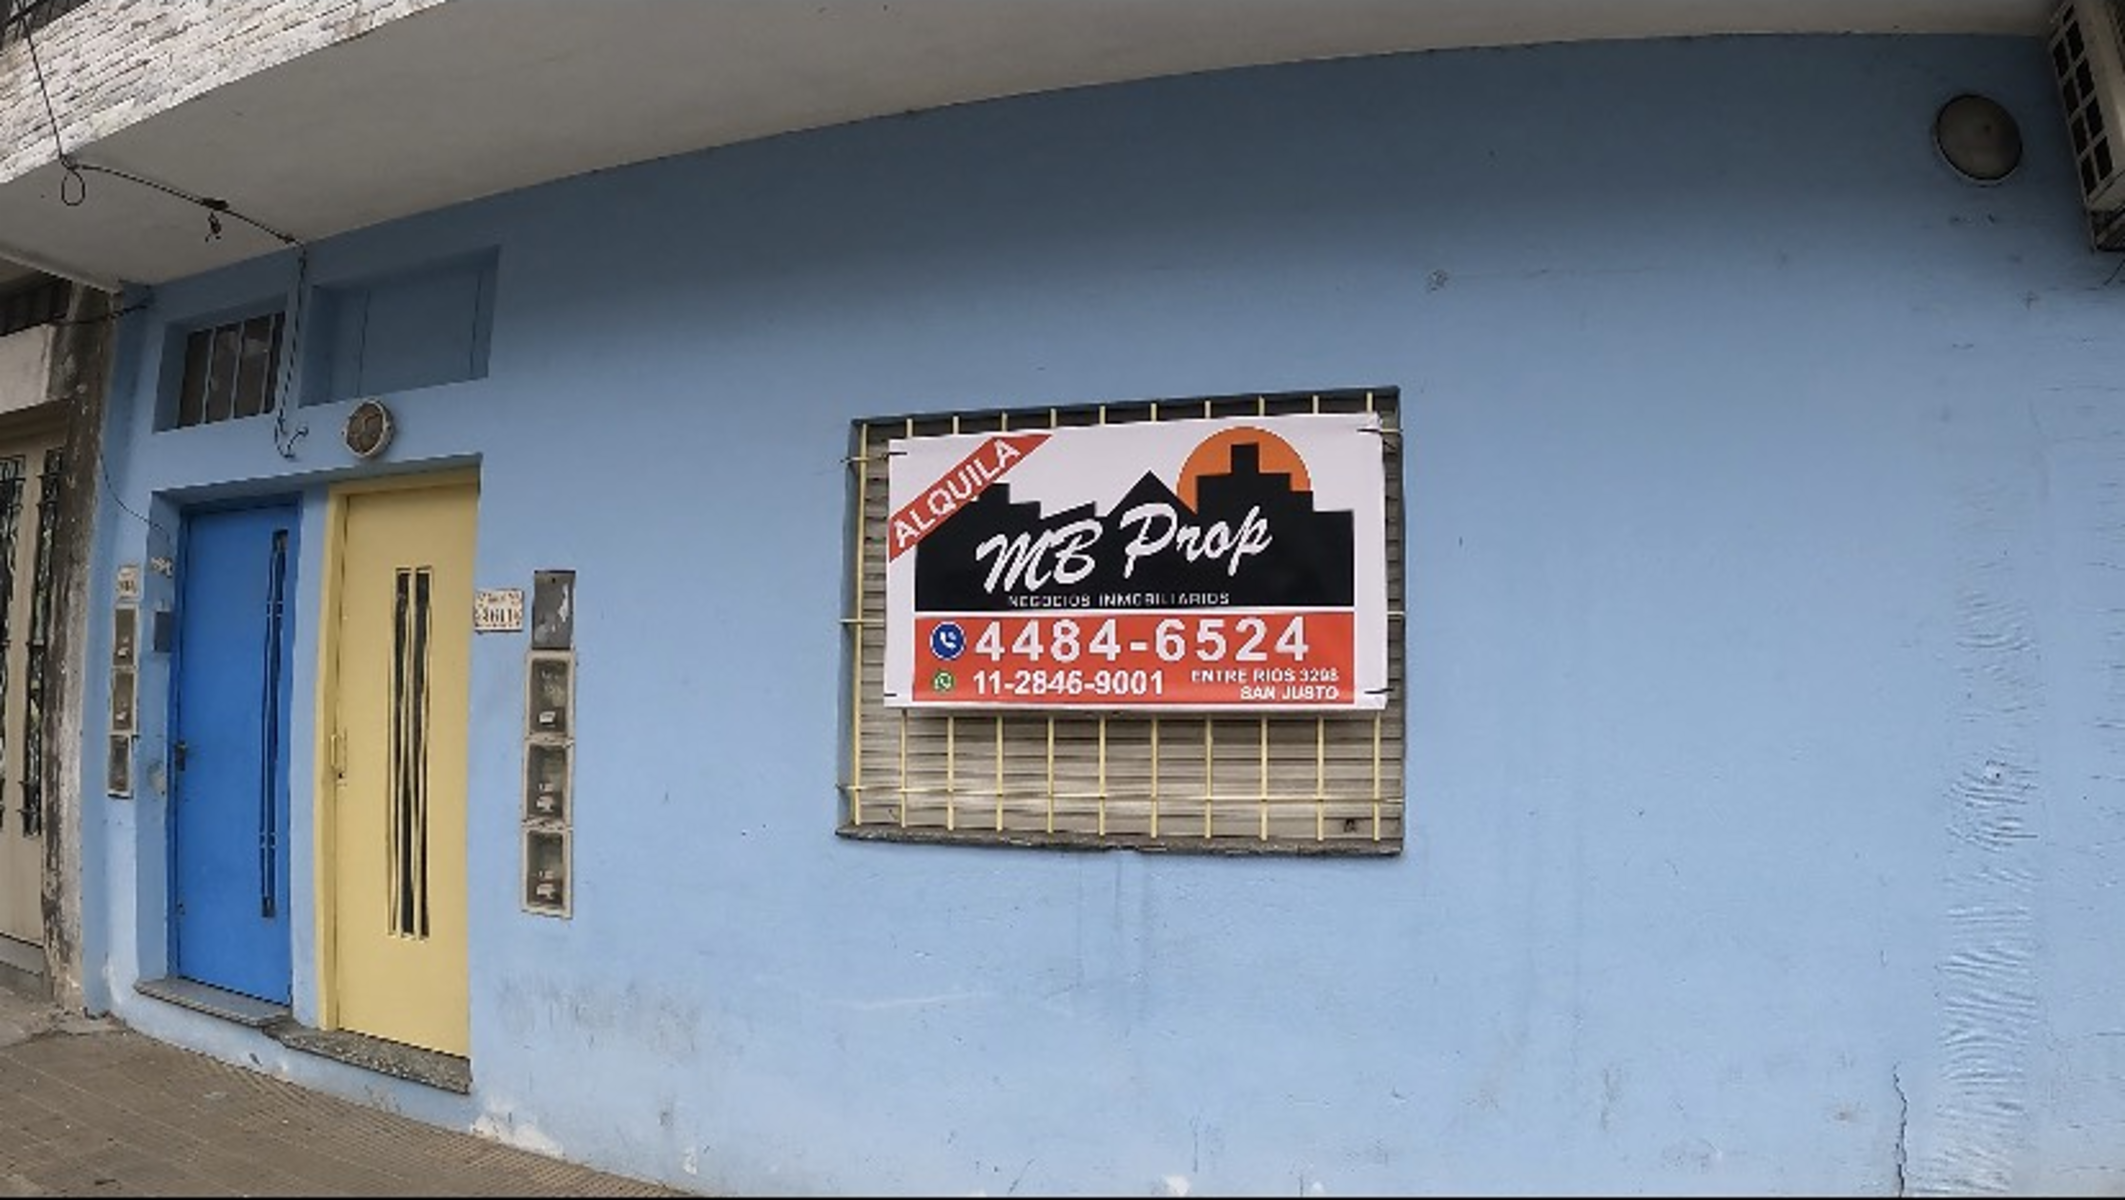 ALQUILA
MB Prop
NEGOCIOS INMOBILIARIOS
4484-6524
11-2846-9001
ENTRE RIOS 3298
SAN JUSTO